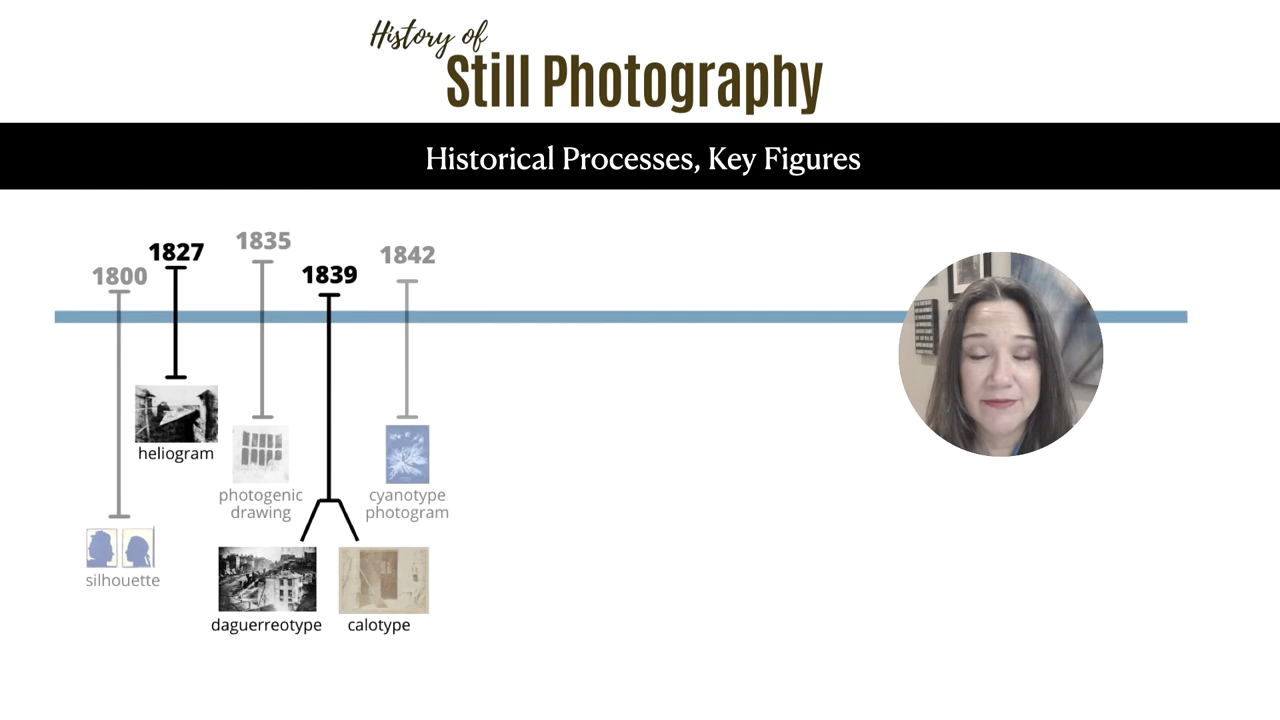 History of
Still Photography
Historical Processes, Key Figures
1800
1827
1835
1839
1842
heliogram
photogenic
drawing
cyanotype
photogram
silhouette
daguerreotype
calotype